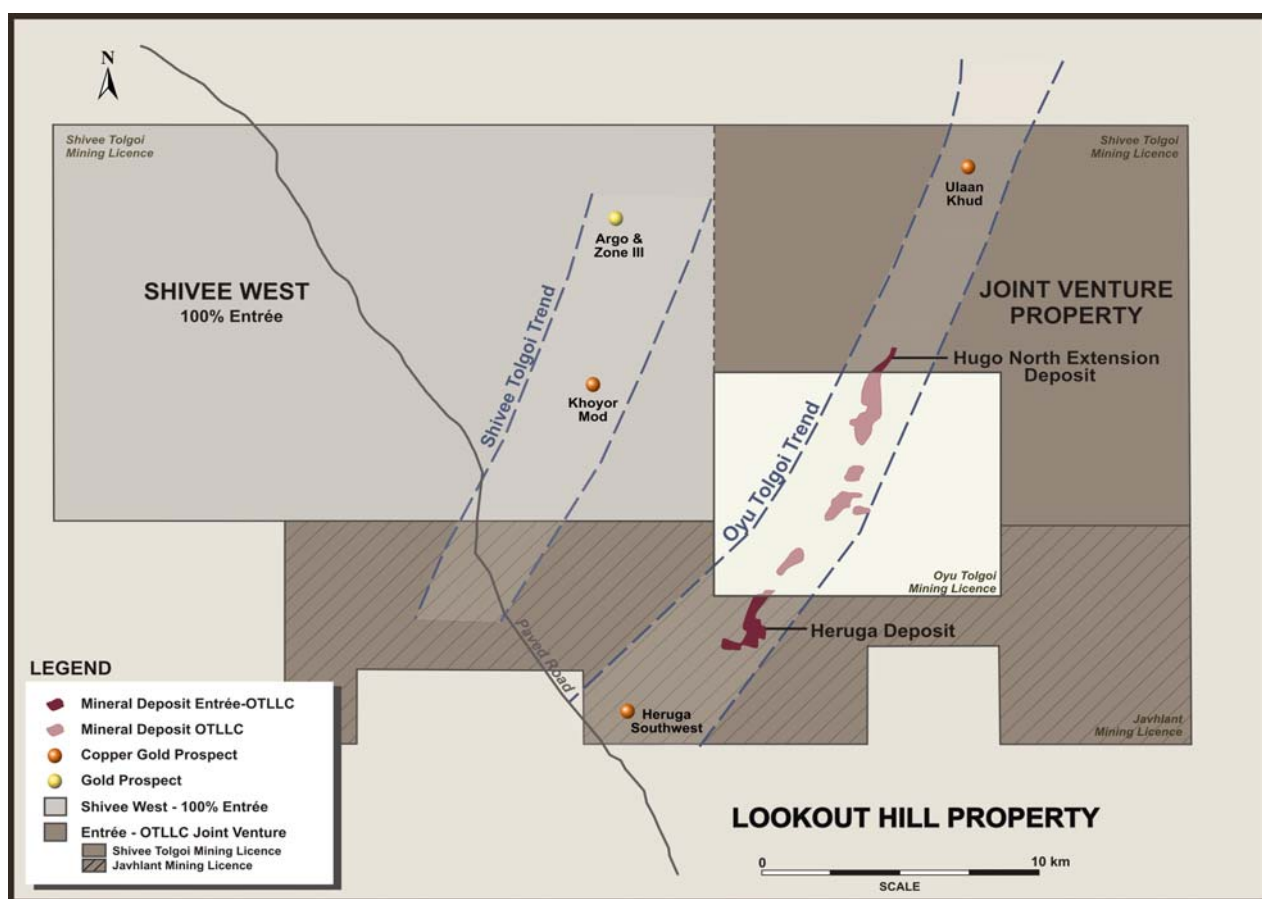 N
Shivee Tolgoi
Mining Licence
Shivee Tolgoi
Mining Licence
Ulaan
Khud
Argo &
Zone III
SHIVEE WEST
100% Entrée
JOINT VENTURE
PROPERTY
Shivee Tolgoi Trend
Hugo North Extension
Deposit
Khoyor
Mod
Oyu Tolgoi Trend
Oyu Tolgoi
Mining Licence
Heruga Deposit
Paved Road
Heruga
Southwest
Javhlant
Mining Licence
LEGEND
Mineral Deposit Entrée-OTLLC
Mineral Deposit OTLLC
Copper Gold Prospect
Gold Prospect
Shivee West - 100% Entrée
Entrée - OTLLC Joint Venture
Shivee Tolgoi Mining Licence
Javhlant Mining Licence
LOOKOUT HILL PROPERTY
0 10 km
SCALE